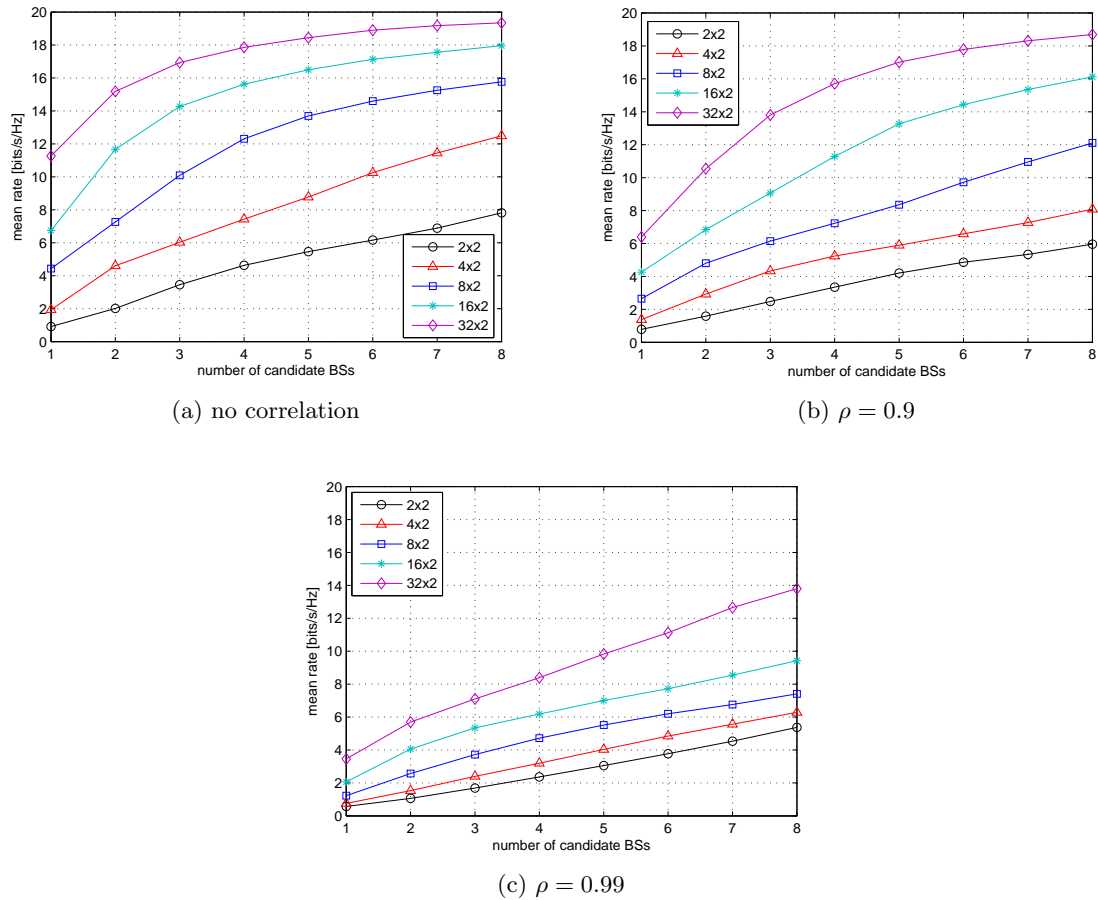 20
18
16
14
12
10
8
6
4
2
0
mean rate [bits/s/Hz]
2x2
4x2
8x2
16x2
32x2
1 2 3 4 5 6 7 8
number of candidate BSs
(a) no correlation
20
18
16
14
12
10
8
6
4
2
0
mean rate [bits/s/Hz]
2x2
4x2
8x2
16x2
32x2
1 2 3 4 5 6 7 8
number of candidate BSs
(b) ρ = 0.9
20
18
16
14
12
10
8
6
4
2
0
mean rate [bits/s/Hz]
2x2
4x2
8x2
16x2
32x2
1 2 3 4 5 6 7 8
number of candidate BSs
(c) ρ = 0.99